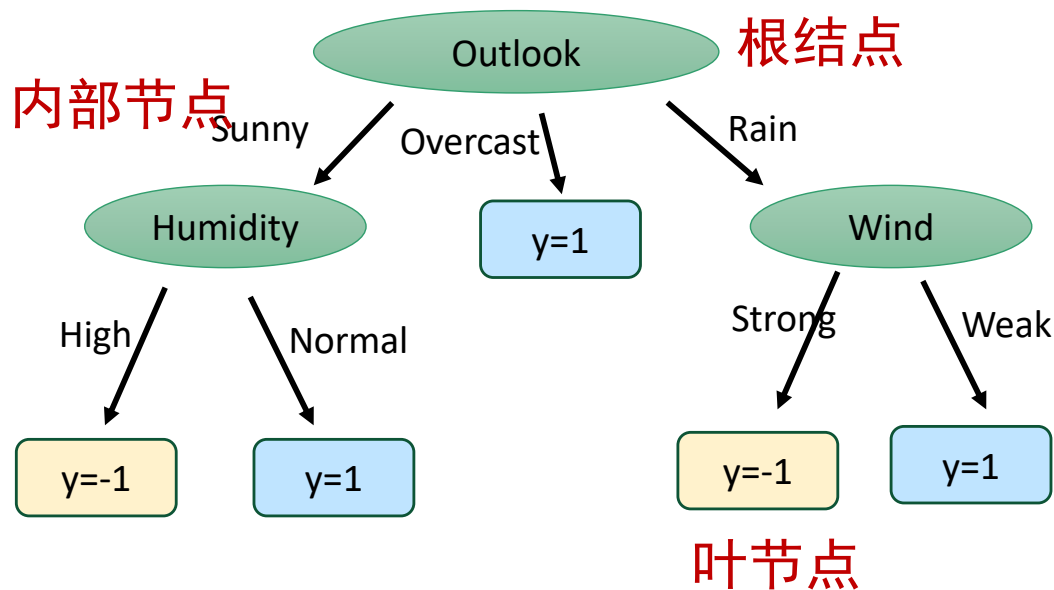 Outlook
根结点
内部节点
Sunny
Overcast
Rain
Humidity
y=1
Wind
High
Normal
Strong
Weak
y=-1
y=1
y=-1
y=1
叶节点